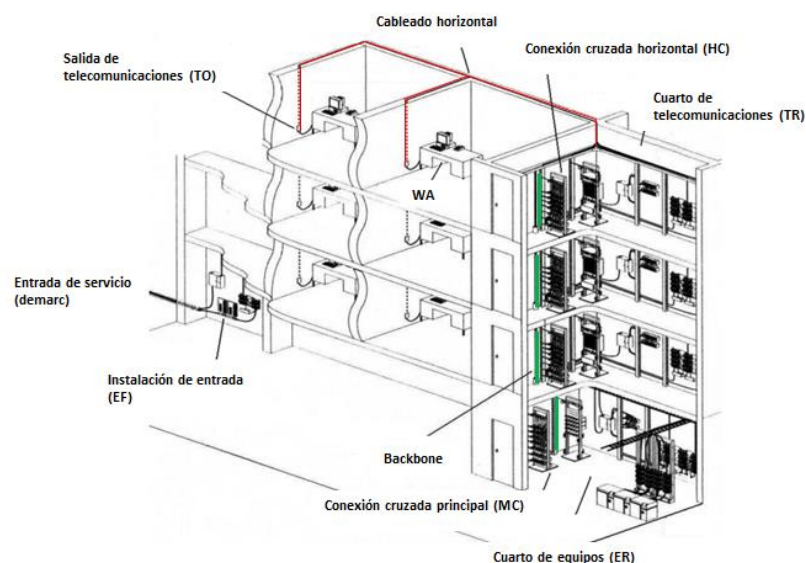 Cableado horizontal
Salida de
telecomunicaciones (TO)
Conexión cruzada horizontal (HC)
Cuarto de
telecomunicaciones (TR)
WA
Entrada de servicio
(demarc)
Instalación de entrada
(EF)
Backbone
Conexión cruzada principal (MC)
Cuarto de equipos (ER)